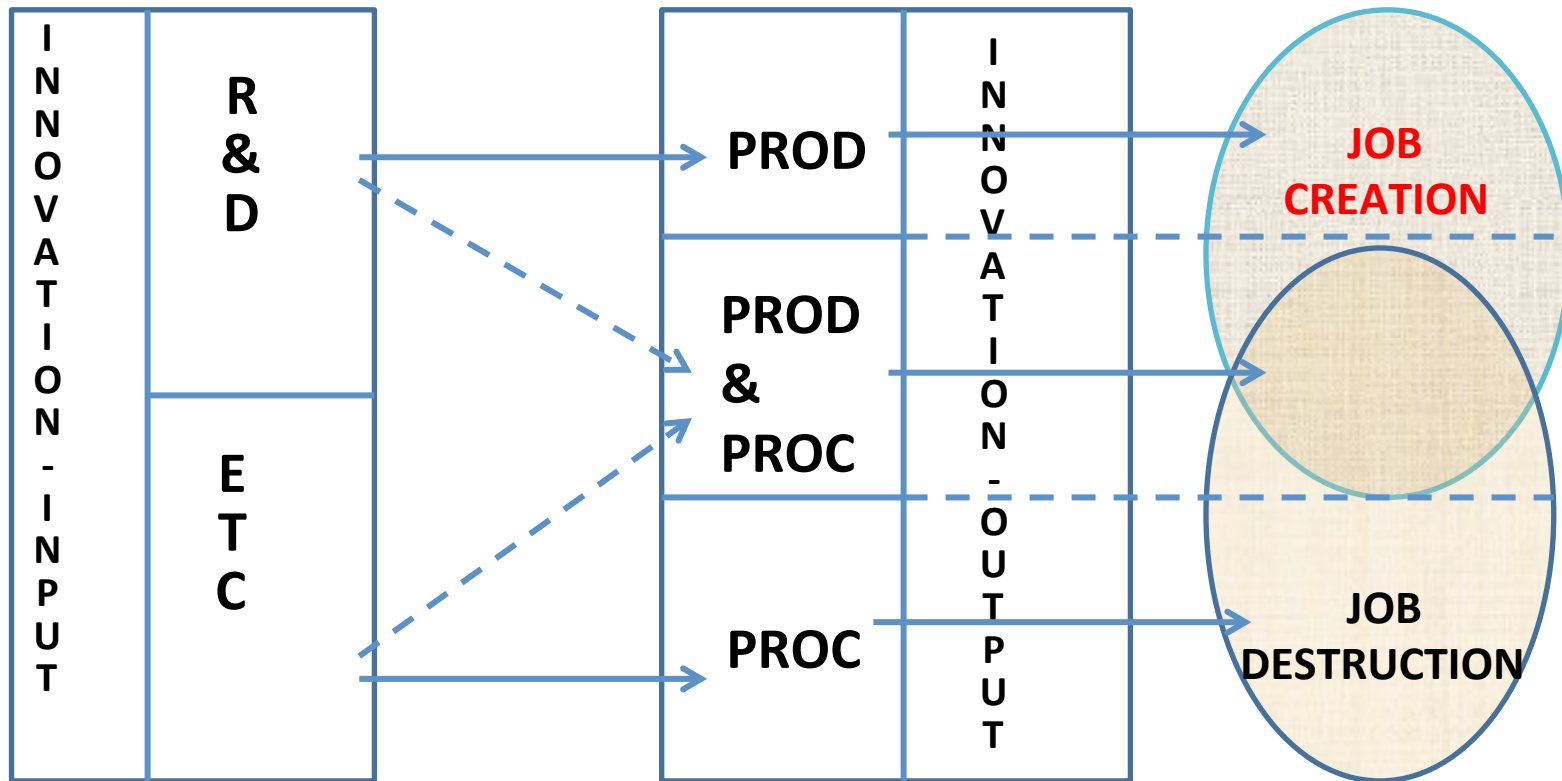 INNOVATION-INPUT
R
&
D
ETC
PROD
PROD
&
PROC
PROC
INNOVATION-OUTPUT
JOB
CREATION
JOB
DESTRUCTION